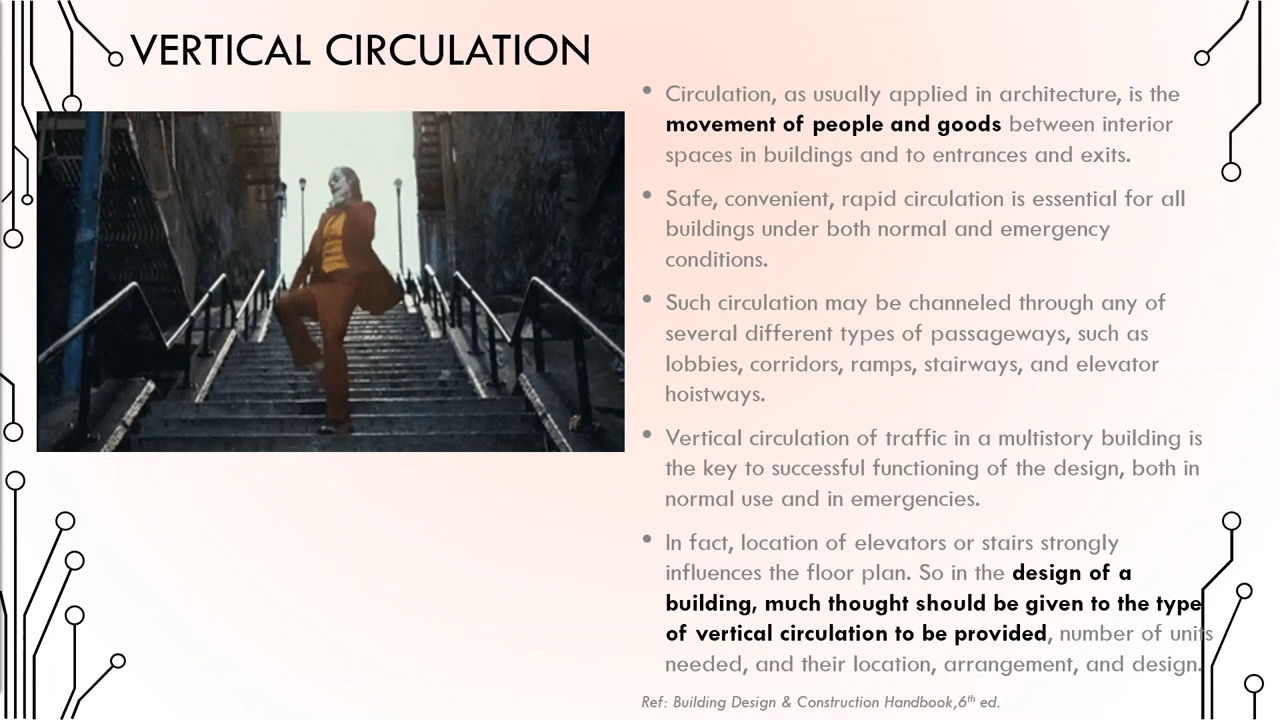 VERTICAL CIRCULATION
• Circulation, as usually applied in architecture, is the
movement of people and goods between interior
spaces in buildings and to entrances and exits.
• Safe, convenient, rapid circulation is essential for all
buildings under both normal and emergency
conditions.
• Such circulation may be channeled through any of
several different types of passageways, such as
lobbies, corridors, ramps, stairways, and elevator
hoistways.
• Vertical circulation of traffic in a multistory building is
the key to successful functioning of the design, both in
normal use and in emergencies.
• In fact, location of elevators or stairs strongly
influences the floor plan. So in the design of a
building, much thought should be given to the type
of vertical circulation to be provided, number of units
needed, and their location, arrangement, and design.
Ref: Building Design & Construction Handbook,6th ed.